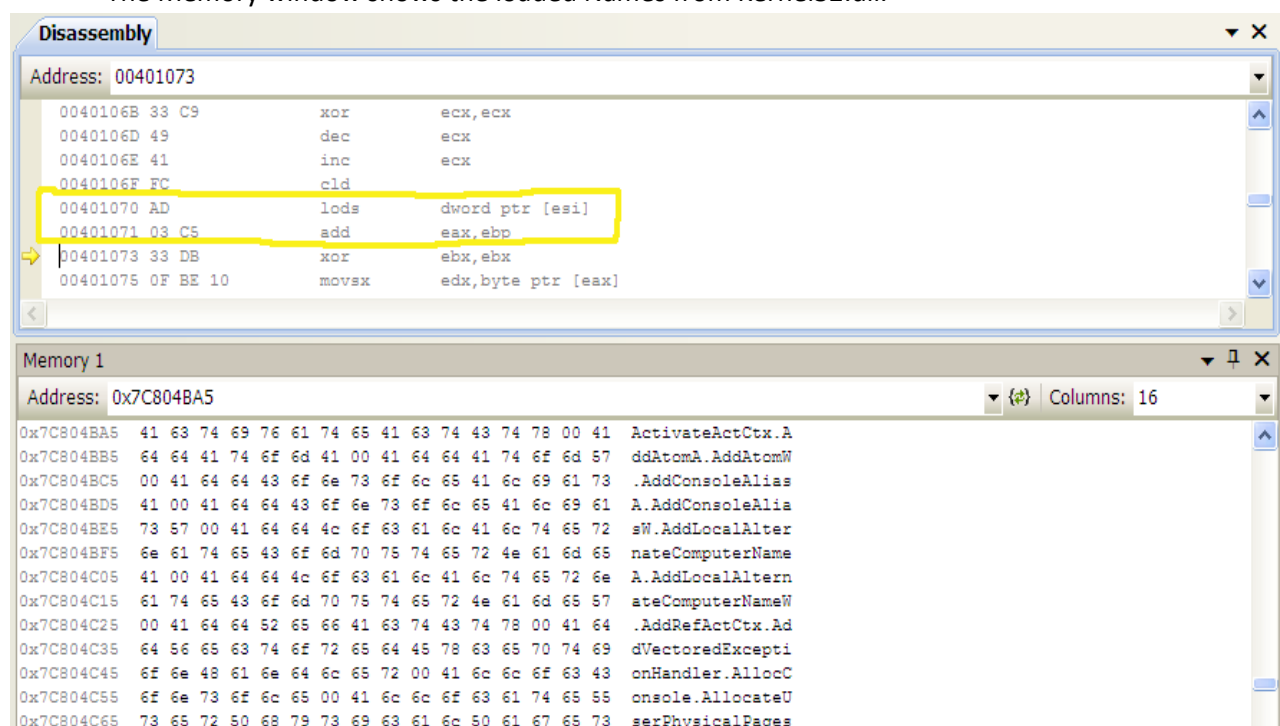 The memory window shows the loaded Names from kernel32.dll.
Disassembly
Address: 00401073
0040106B 33 C9 xor ecx,ecx
0040106D 49 dec ecx
0040106E 41 inc ecx
0040106F FC cld
00401070 AD lods dword ptr [esi]
00401071 03 C5 add eax,ebp
00401073 33 DB xor ebx,ebx
00401075 0F BE 10 movsx edx,byte ptr [eax]
Memory 1
Address: 0x7C804BA5 Columns: 16
0x7C804BA5 41 63 74 69 76 61 74 65 41 63 74 43 74 78 00 41 ActivateActCtx.A
0x7C804BB5 64 64 41 74 6f 6d 41 00 41 64 64 41 74 6f 6d 57 ddAtomA.AddAtomW
0x7C804BC5 00 41 64 64 43 6f 6e 73 6f 6c 65 41 6c 69 61 73 .AddConsoleAlias
0x7C804BD5 41 00 41 64 64 43 6f 6e 73 6f 6c 65 41 6c 69 61 A.AddConsoleAlia
0x7C804BE5 73 57 00 41 64 64 4c 6f 63 61 6c 41 6c 74 65 72 sW.AddLocalAlter
0x7C804BF5 6e 61 74 65 43 6f 6d 70 75 74 65 72 4e 61 6d 65 nateComputerName
0x7C804C05 41 00 41 64 64 4c 6f 63 61 6c 41 6c 74 65 72 6e A.AddLocalAltern
0x7C804C15 61 74 65 43 6f 6d 70 75 74 65 72 4e 61 6d 65 57 ateComputerNameW
0x7C804C25 00 41 64 64 52 65 66 41 63 74 43 74 78 00 41 64 .AddRefActCtx.Ad
0x7C804C35 64 56 65 63 74 6f 72 65 64 45 78 63 65 70 74 69 dVectoredExcepti
0x7C804C45 6f 6e 48 61 6e 64 6c 65 72 00 41 6c 6c 6f 63 43 onHandler.AllocC
0x7C804C55 6f 6e 73 6f 6c 65 00 41 6c 6c 6f 63 61 74 65 55 onsole.AllocateU
0x7C804C65 73 65 72 50 68 79 73 69 63 61 6c 50 61 67 65 73 serPhysicalPages